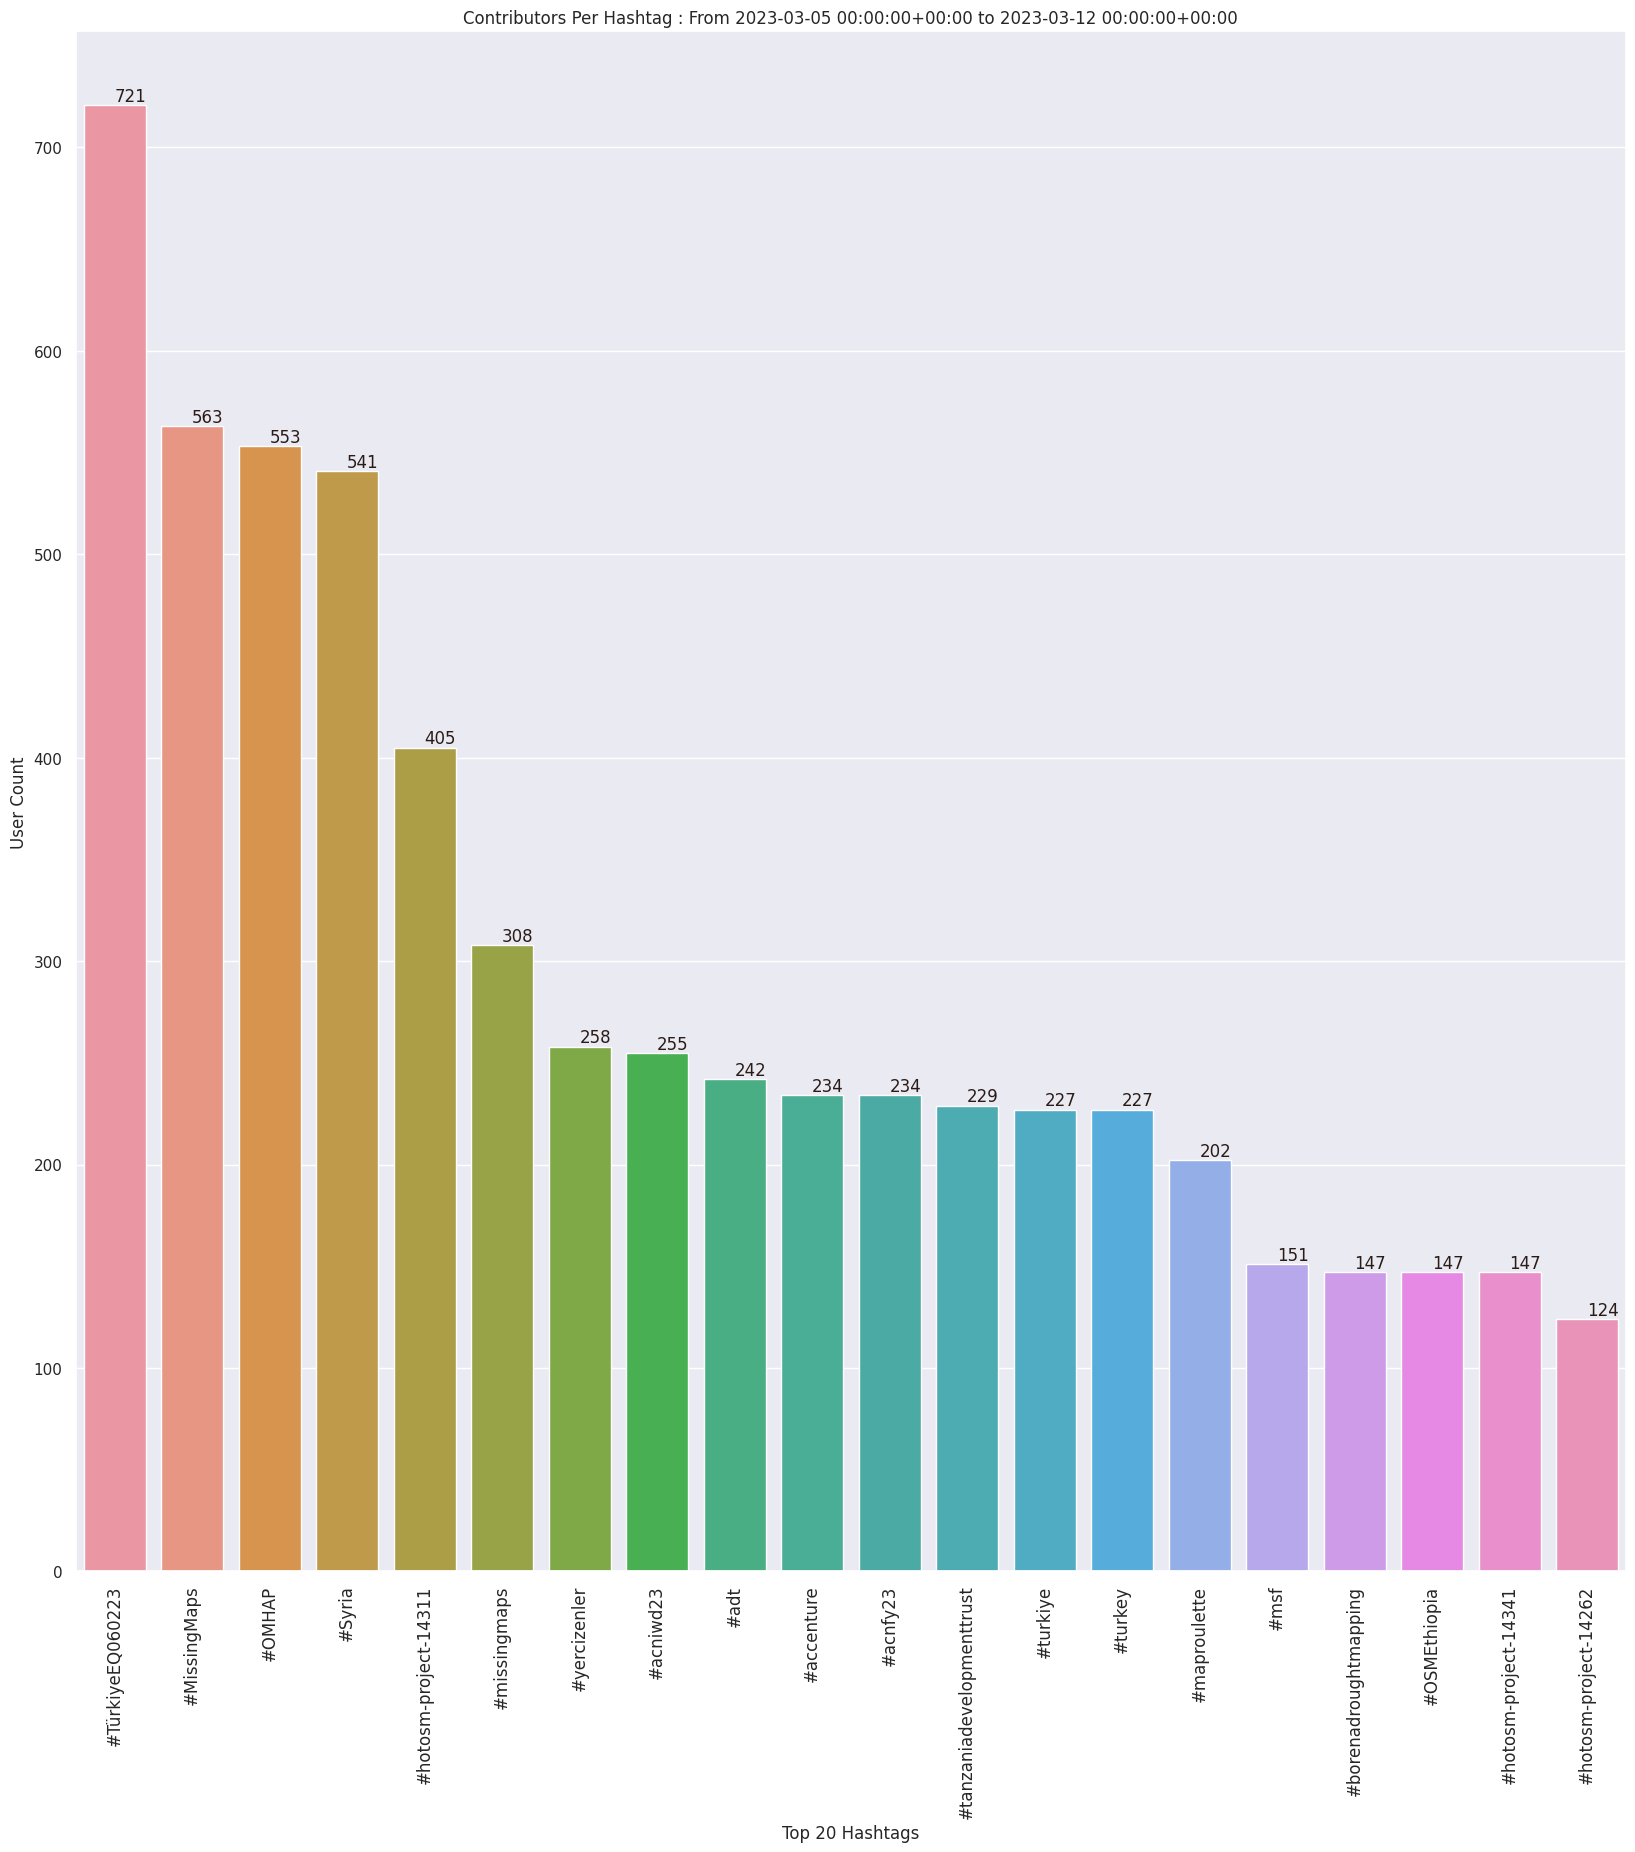 Contributors Per Hashtag : From 2023-03-05 00:00:00+00:00 to 2023-03-12 00:00:00+00:00
User Count
700
600
500
400
300
200
100
0
721
563
553
541
405
308
258
255
242
234
234
229
227
227
202
151
147
147
147
124
#TürkiyeEQ060223
#MissingMaps
#OMHAP
#Syria
#hotosm-project-14311
#missingmaps
#yercizenler
#acniwd23
#adt
#accenture
#acnfy23
#tanzaniadevelopmenttrust
#turkiye
#turkey
#maproulette
#msf
#borenadroughtmapping
#OSMEthiopia
#hotosm-project-14341
#hotosm-project-14262
Top 20 Hashtags